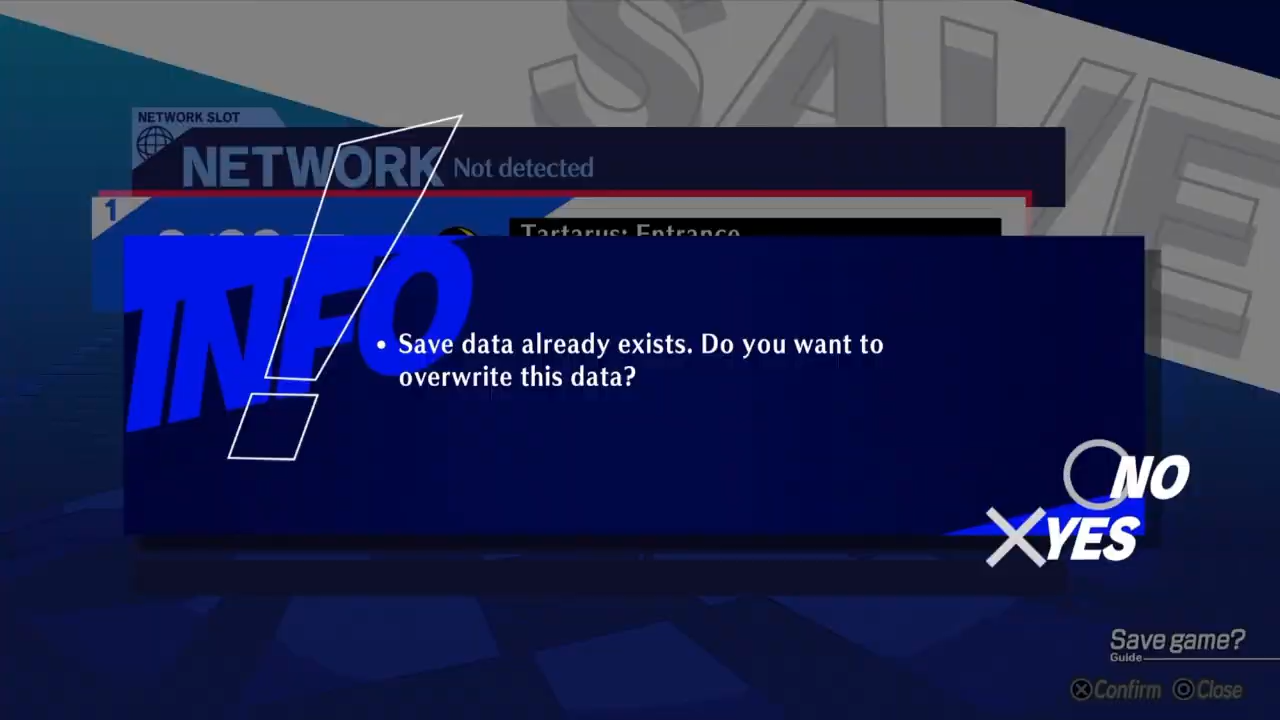 SAVE
NETWORK SLOT
NETWORK Not detected
1
Tartarus: Entrance
INFO
• Save data already exists. Do you want to
overwrite this data?
NO
YES
Save game?
Guide
Confirm Close